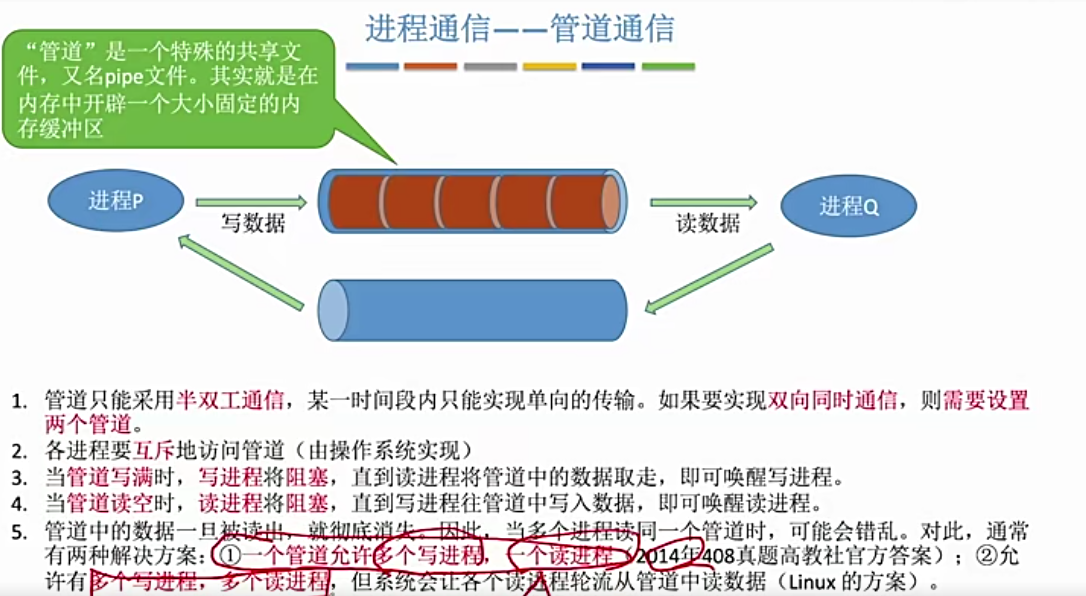 进程通信——管道通信
“管道”是一个特殊的共享文
件，又名pipe文件。其实就是在
内存中开辟一个大小固定的内
存缓冲区
进程P
写数据
读数据
进程Q
1. 管道只能采用半双工通信，某一时间段内只能实现单向的传输。如果要实现双向同时通信，则需要设置
两个管道。
2. 各进程要互斥地访问管道（由操作系统实现）
3. 当管道写满时，写进程将阻塞，直到读进程将管道中的数据取走，即可唤醒写进程。
4. 当管道读空时，读进程将阻塞，直到写进程往管道中写入数据，即可唤醒读进程。
5. 管道中的数据一旦被读出，就彻底消失。因此，当多个进程读同一个管道时，可能会错乱。对此，通常
有两种解决方案：①一个管道允许多个写进程，一个读进程（2014年408真题高教社官方答案）；②允
许有多个写进程，多个读进程，但系统会让各个读进程轮流从管道中读数据（Linux 的方案）。